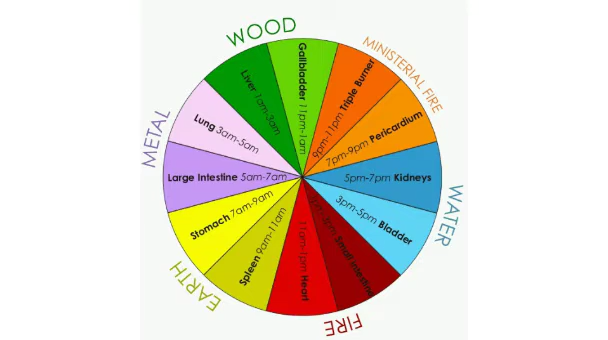 WOOD
Gallbladder 11pm-1am
MINISTERIAL FIRE
9pm-11pm Triple Burner
7pm-9pm Pericardium
WATER
5pm-7pm Kidneys
3pm-5pm Bladder
FIRE
1pm-3pm Small Intestine
11am-1pm Heart
EARTH
Spleen 9am-11am
Stomach 7am-9am
METAL
Large Intestine 5am-7am
Lung 3am-5am
Liver 1am-3am